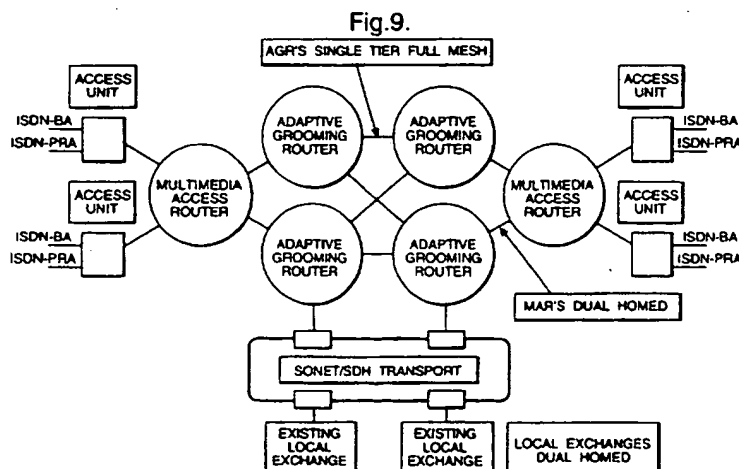 Fig.9.
AGR'S SINGLE TIER FULL MESH
ACCESS
UNIT
ISDN-BA
ISDN-PRA
ACCESS
UNIT
ISDN-BA
ISDN-PRA
MULTIMEDIA
ACCESS
ROUTER
ADAPTIVE
GROOMING
ROUTER
ADAPTIVE
GROOMING
ROUTER
ADAPTIVE
GROOMING
ROUTER
ADAPTIVE
GROOMING
ROUTER
MULTIMEDIA
ACCESS
ROUTER
ACCESS
UNIT
ISDN-BA
ISDN-PRA
ACCESS
UNIT
ISDN-BA
ISDN-PRA
MAR'S DUAL HOMED
SONET/SDH TRANSPORT
EXISTING
LOCAL
EXCHANGE
EXISTING
LOCAL
EXCHANGE
LOCAL EXCHANGES
DUAL HOMED